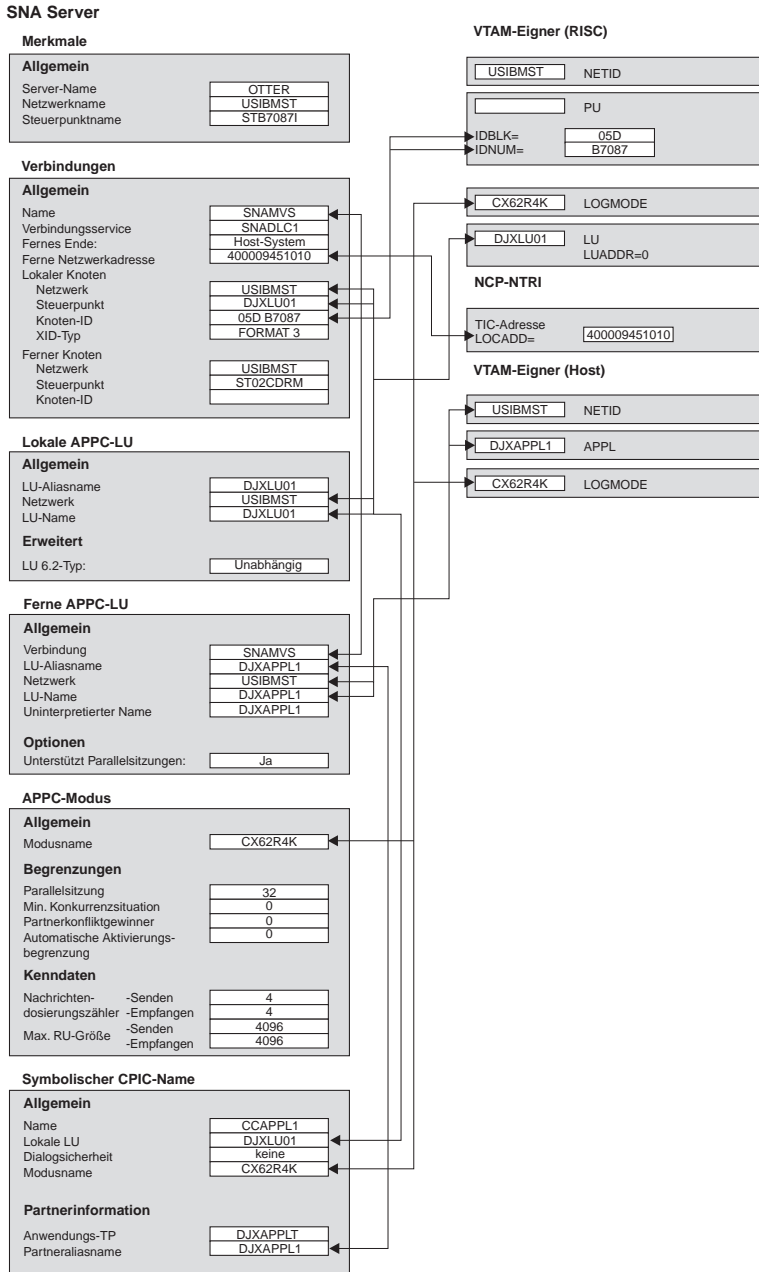 SNA Server
Merkmale
Allgemein
Server-Name OTTER
Netzwerkname USIBMST
Steuerpunktname STB7087I
Verbindungen
Allgemein
Name SNAMVS
Verbindungsservice SNADLC1
Fernes Ende: Host-System
Ferne Netzwerkadresse 400009451010
Lokaler Knoten
Netzwerk USIBMST
Steuerpunkt DJXLU01
Knoten-ID 05D B7087
XID-Typ FORMAT 3
Ferner Knoten
Netzwerk USIBMST
Steuerpunkt ST02CDRM
Knoten-ID
Lokale APPC-LU
Allgemein
LU-Aliasname DJXLU01
Netzwerk USIBMST
LU-Name DJXLU01
Erweitert
LU 6.2-Typ: Unabhängig
Ferne APPC-LU
Allgemein
Verbindung SNAMVS
LU-Aliasname DJXAPPL1
Netzwerk USIBMST
LU-Name DJXAPPL1
Uninterpretierter Name DJXAPPL1
Optionen
Unterstützt Parallelsitzungen: Ja
APPC-Modus
Allgemein
Modusname CX62R4K
Begrenzungen
Parallelsitzung 32
Min. Konkurrenzsituation 0
Partnerkonfliktgewinner 0
Automatische Aktivierungs- 0
begrenzung
Kenndaten
Nachrichten- -Senden 4
dosierungszähler -Empfangen 4
Max. RU-Größe -Senden 4096
-Empfangen 4096
Symbolischer CPIC-Name
Allgemein
Name CCAPPL1
Lokale LU DJXLU01
Dialogsicherheit keine
Modusname CX62R4K
Partnerinformation
Anwendungs-TP DJXAPPLT
Partneraliasname DJXAPPL1
VTAM-Eigner (RISC)
USIBMST NETID
PU
IDBLK= 05D
IDNUM= B7087
CX62R4K LOGMODE
DJXLU01 LU
LUADDR=0
NCP-NTRI
TIC-Adresse
LOCADD= 400009451010
VTAM-Eigner (Host)
USIBMST NETID
DJXAPPL1 APPL
CX62R4K LOGMODE